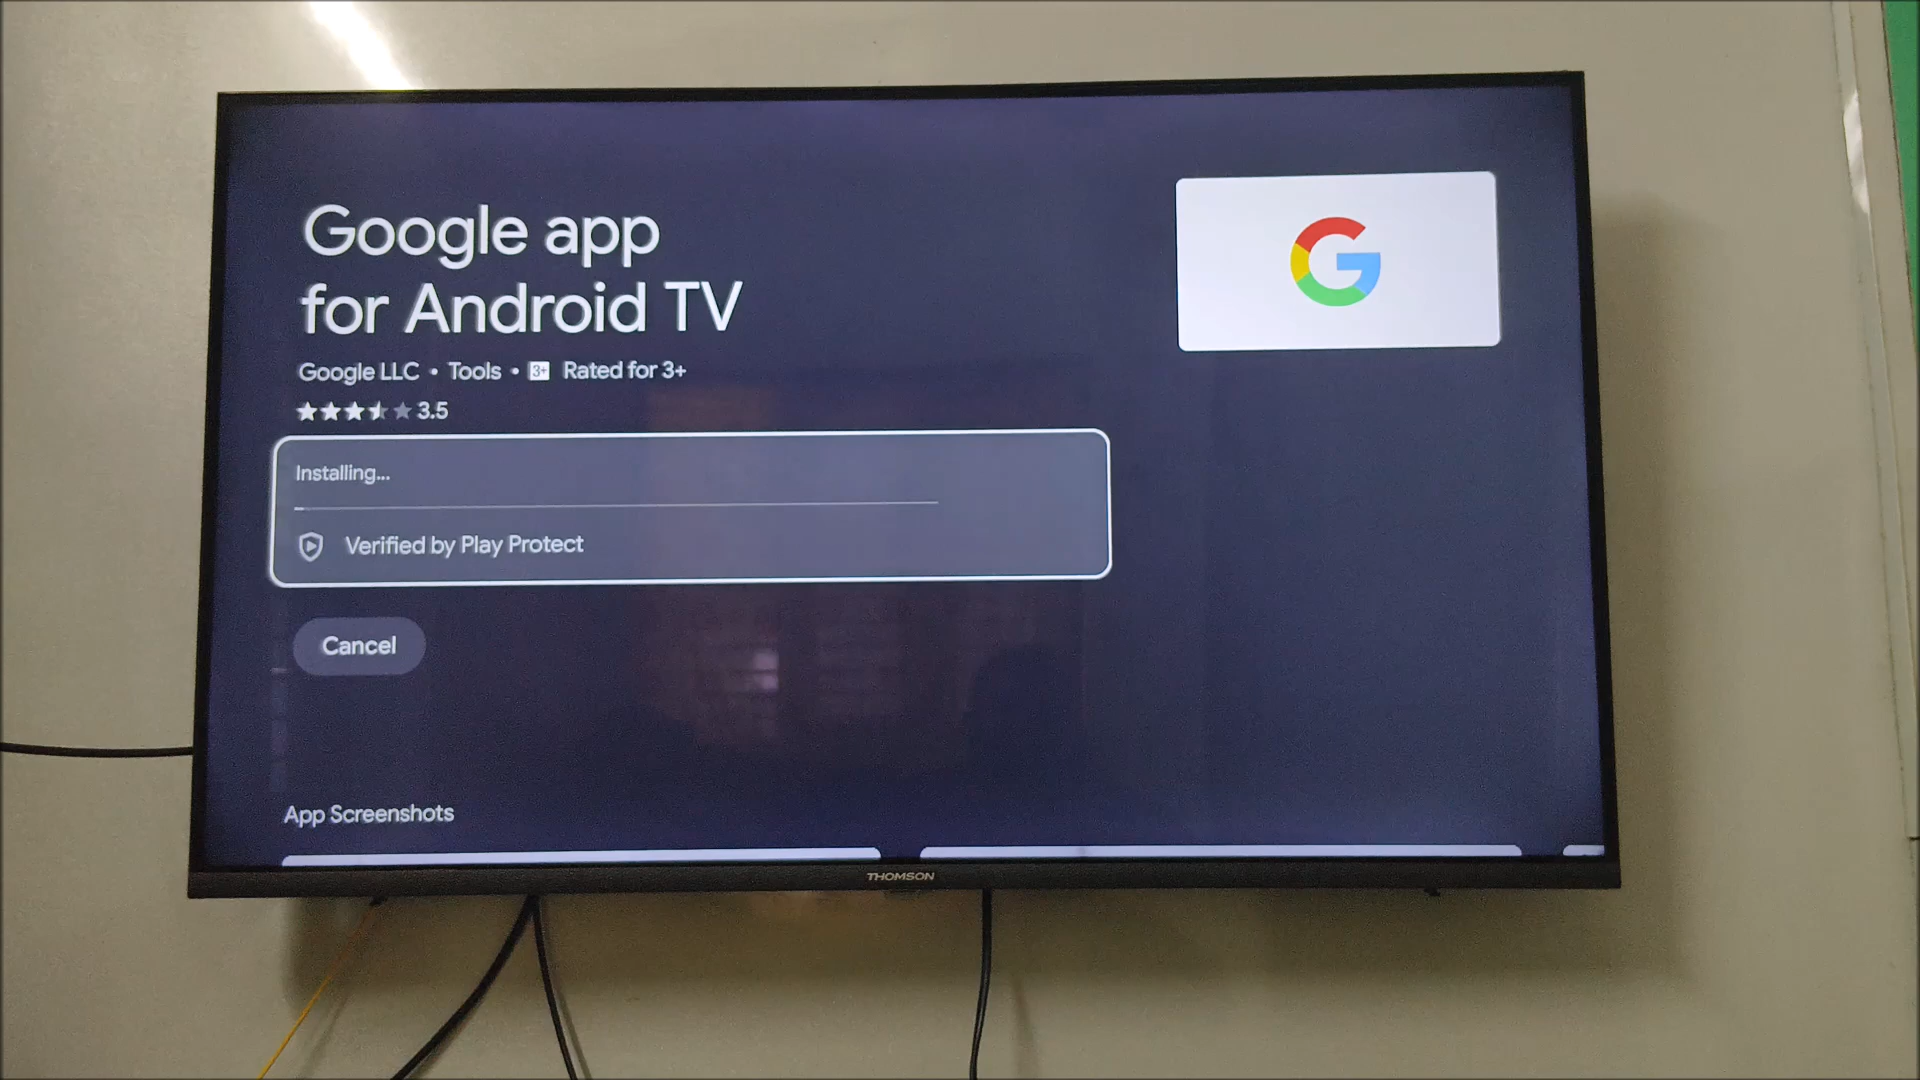 Google app
for Android TV
Google LLC • Tools • 3+ Rated for 3+
3.5
Installing...
Verified by Play Protect
Cancel
App Screenshots
THOMSON